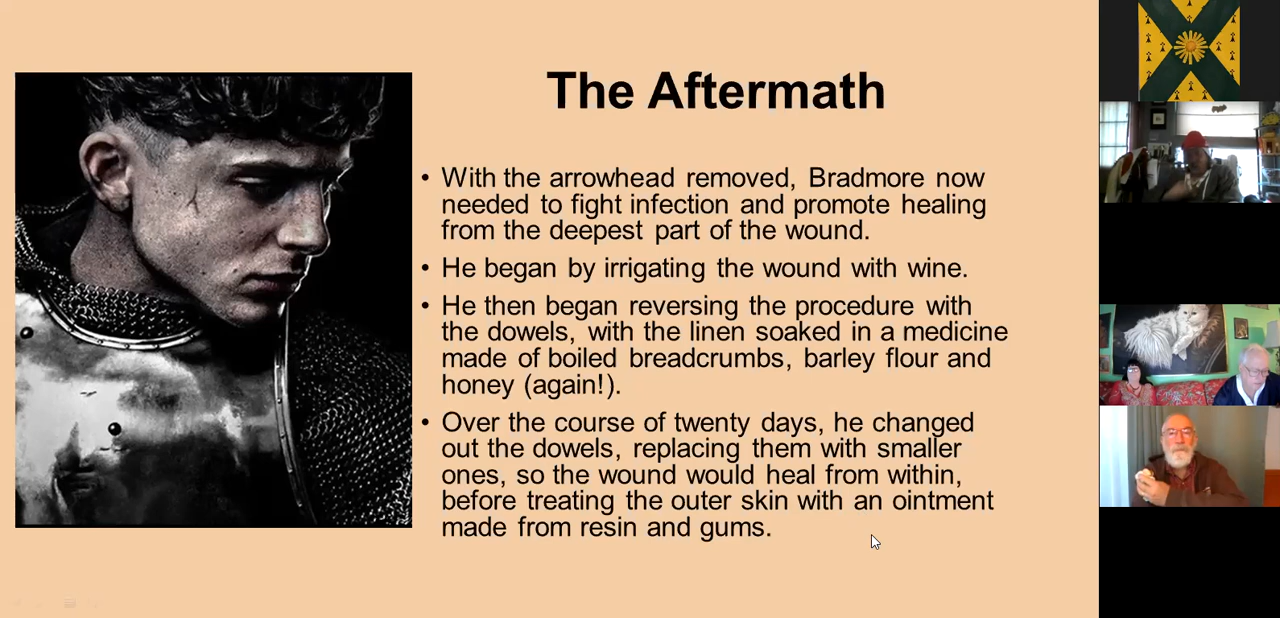 The Aftermath
• With the arrowhead removed, Bradmore now
needed to fight infection and promote healing
from the deepest part of the wound.
• He began by irrigating the wound with wine.
• He then began reversing the procedure with
the dowels, with the linen soaked in a medicine
made of boiled breadcrumbs, barley flour and
honey (again!).
• Over the course of twenty days, he changed
out the dowels, replacing them with smaller
ones, so the wound would heal from within,
before treating the outer skin with an ointment
made from resin and gums.